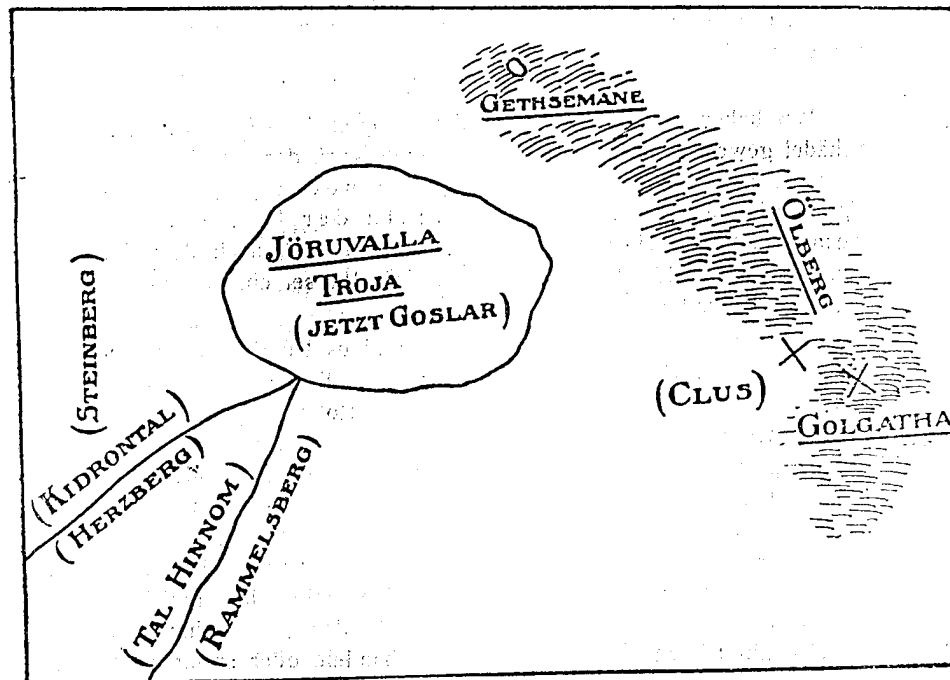 GETHSEMANE
ÖLBERG
JÖRUVALLA
TROJA
(JETZT GOSLAR)
(STEINBERG)
(CLUS)
GOLGATHA
(KIDRONTAL)
(HERZBERG)
(TAL HINNOM)
(RAMMELSBERG)